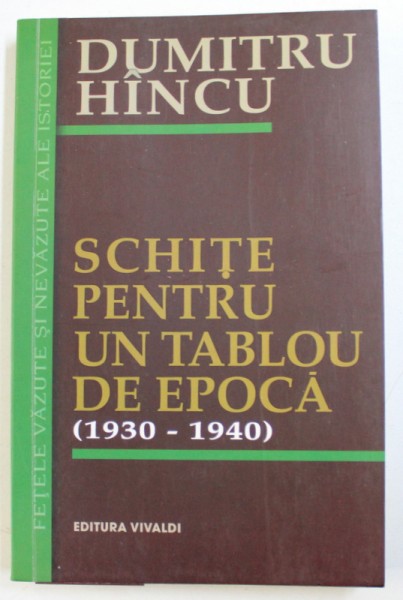 DUMITRU
HÎNCU
SCHIȚE
PENTRU
UN TABLOU
DE EPOCĂ
(1930 - 1940)
EDITURA VIVALDI
FEȚELE VĂZUTE ȘI NEVĂZUTE ALE ISTORIEI